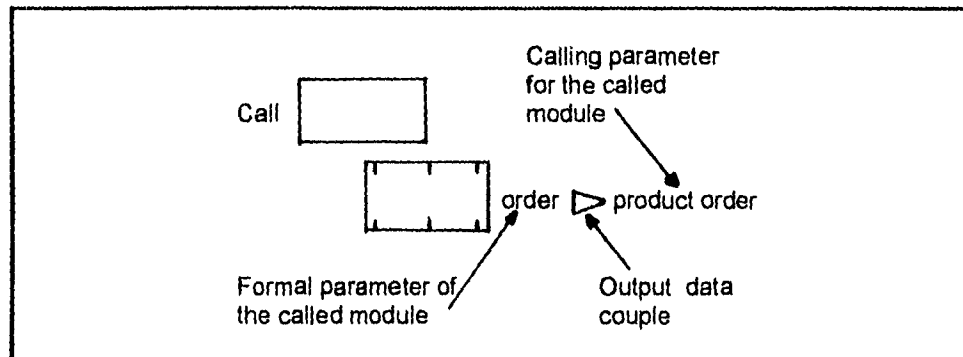 Calling parameter
for the called
module
Call
order product order
Formal parameter of
the called module
Output data
couple